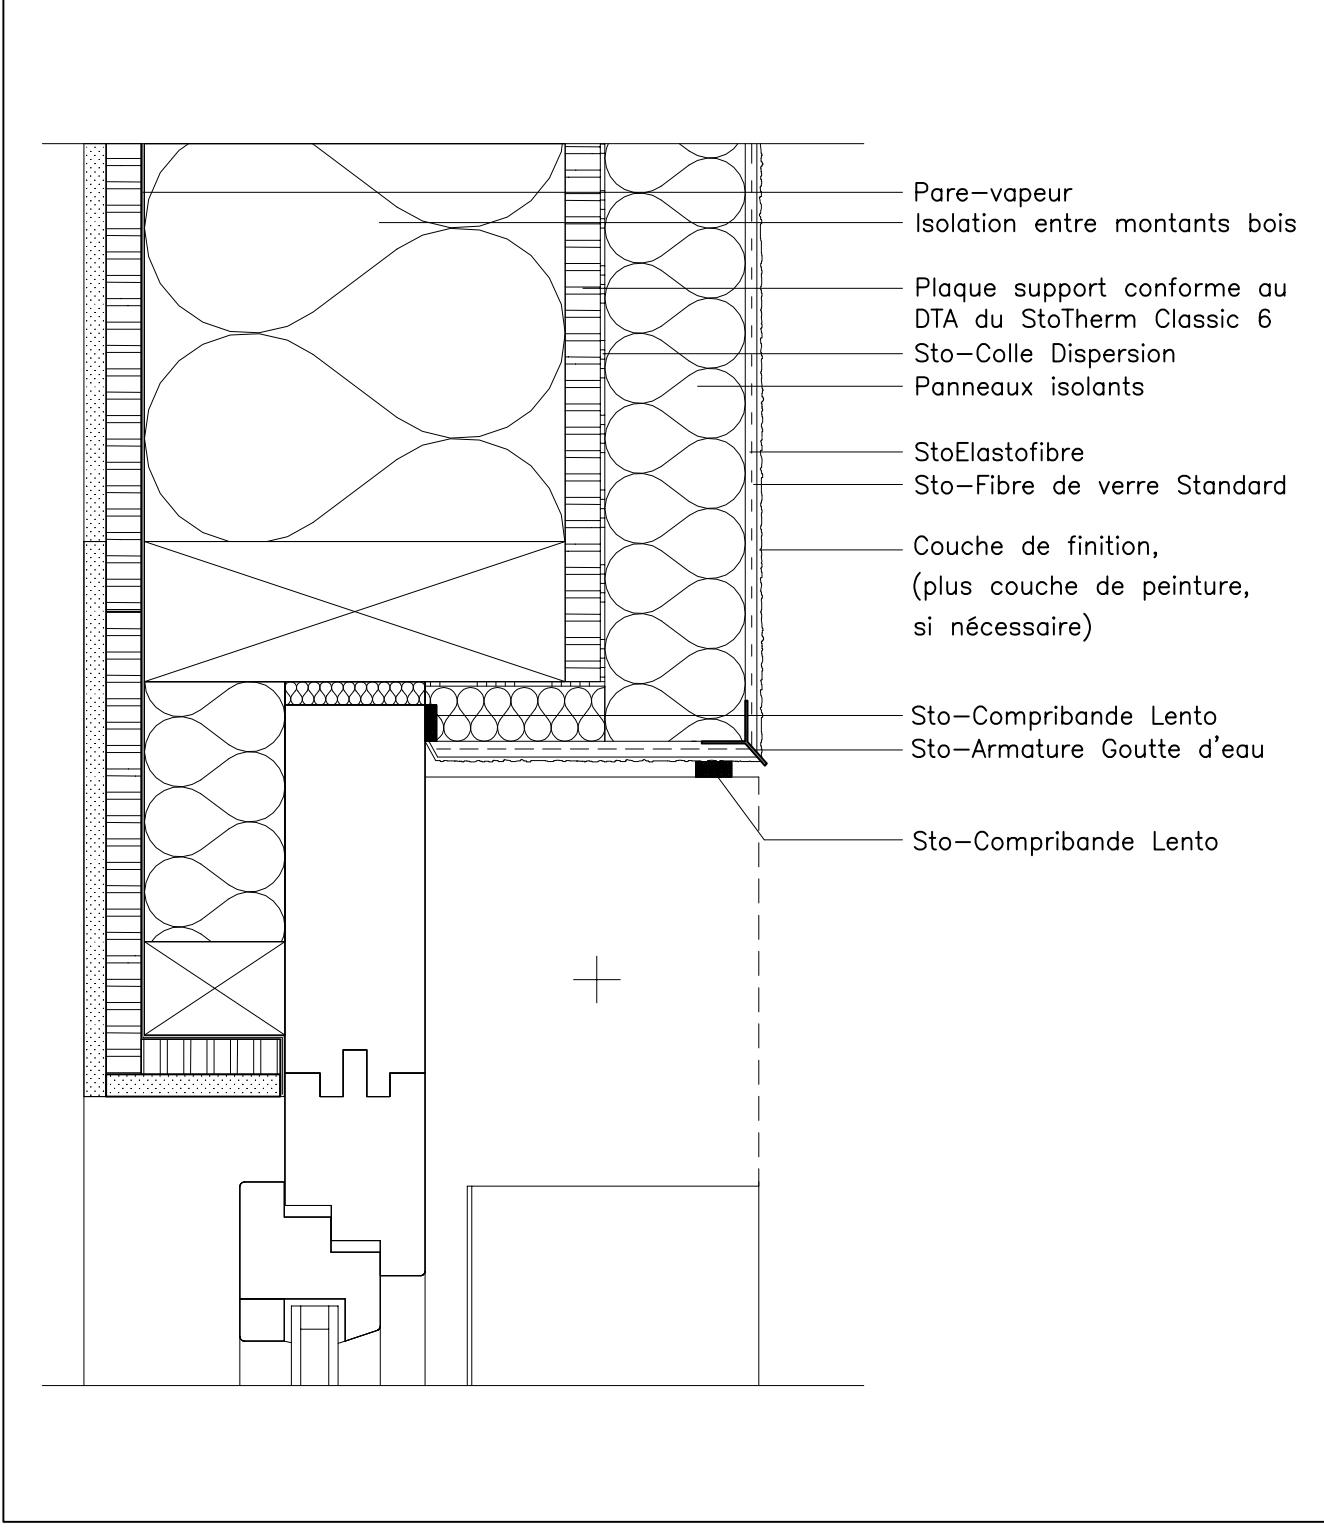 Pare-vapeur
Isolation entre montants bois
Plaque support conforme au
DTA du StoTherm Classic 6
Sto-Colle Dispersion
Panneaux isolants
StoElastofibre
Sto-Fibre de verre Standard
Couche de finition,
(plus couche de peinture,
si nécessaire)
Sto-Compribande Lento
Sto-Armature Goutte d'eau
Sto-Compribande Lento